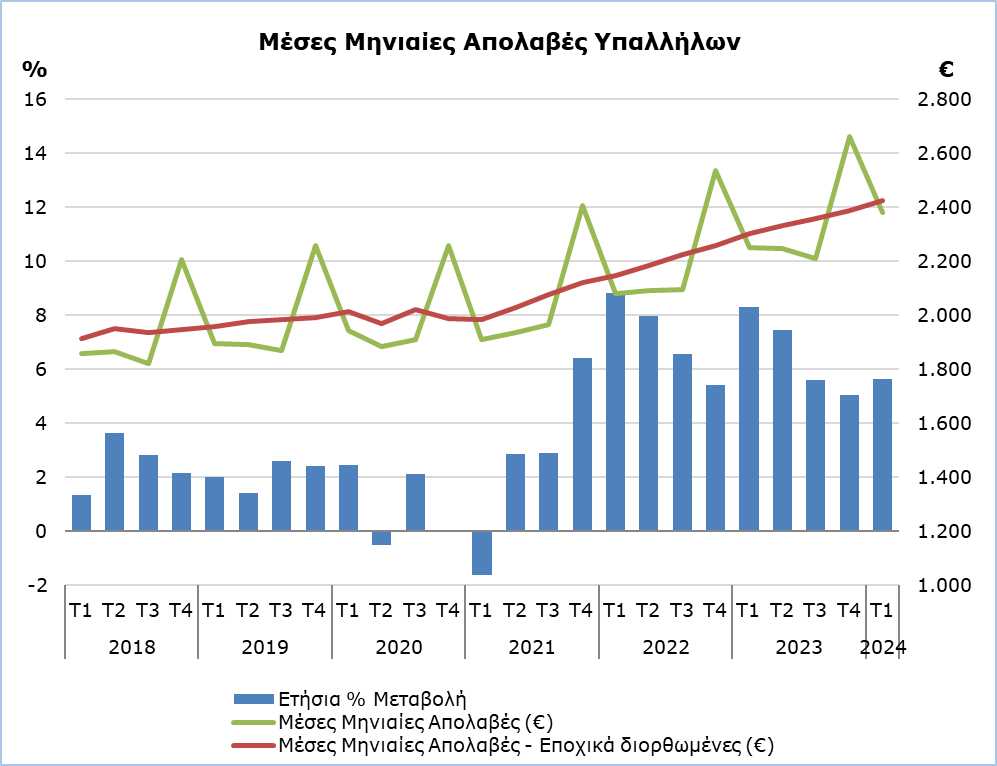 Μέσες Μηνιαίες Απολαβές Υπαλλήλων
% €
16 2.800
14 2.600
12 2.400
10 2.200
8 2.000
6 1.800
4 1.600
2 1.400
0 1.200
-2 1.000
T1 T2 T3 T4 T1 T2 T3 T4 T1 T2 T3 T4 T1 T2 T3 T4 T1 T2 T3 T4 T1 T2 T3 T4 T1
2018 2019 2020 2021 2022 2023 2024
Ετήσια % Μεταβολή
Μέσες Μηνιαίες Απολαβές (€)
Μέσες Μηνιαίες Απολαβές - Εποχικά διορθωμένες (€)